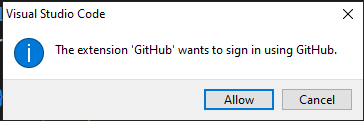 Visual Studio Code
The extension 'GitHub' wants to sign in using GitHub.
Allow
Cancel